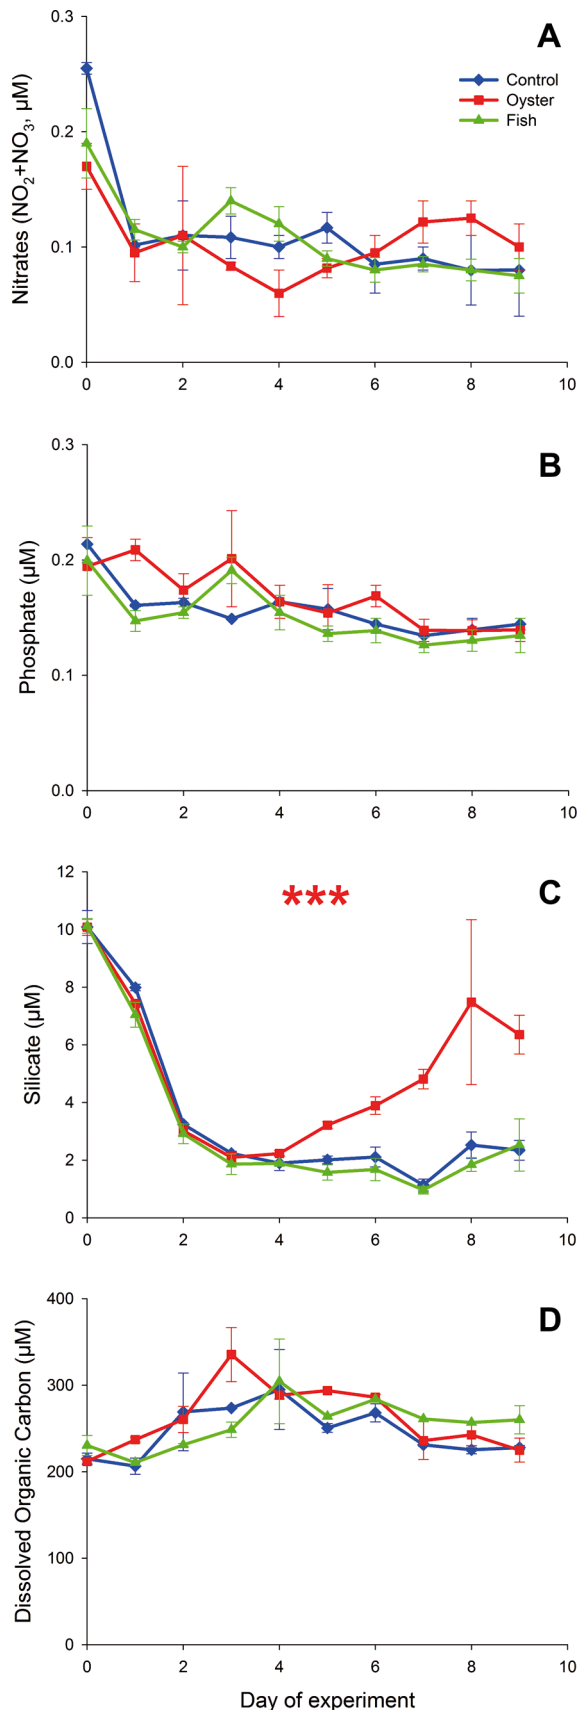 A
0.3
0.2
0.1
0.0
Nitrates (NO₂+NO₃, µM)
Control
Oyster
Fish
0 2 4 6 8 10
B
0.3
0.2
0.1
0.0
Phosphate (µM)
0 2 4 6 8 10
C
***
12
10
8
6
4
2
0
Silicate (µM)
0 2 4 6 8 10
D
400
300
200
100
0
Dissolved Organic Carbon (µM)
0 2 4 6 8 10
Day of experiment